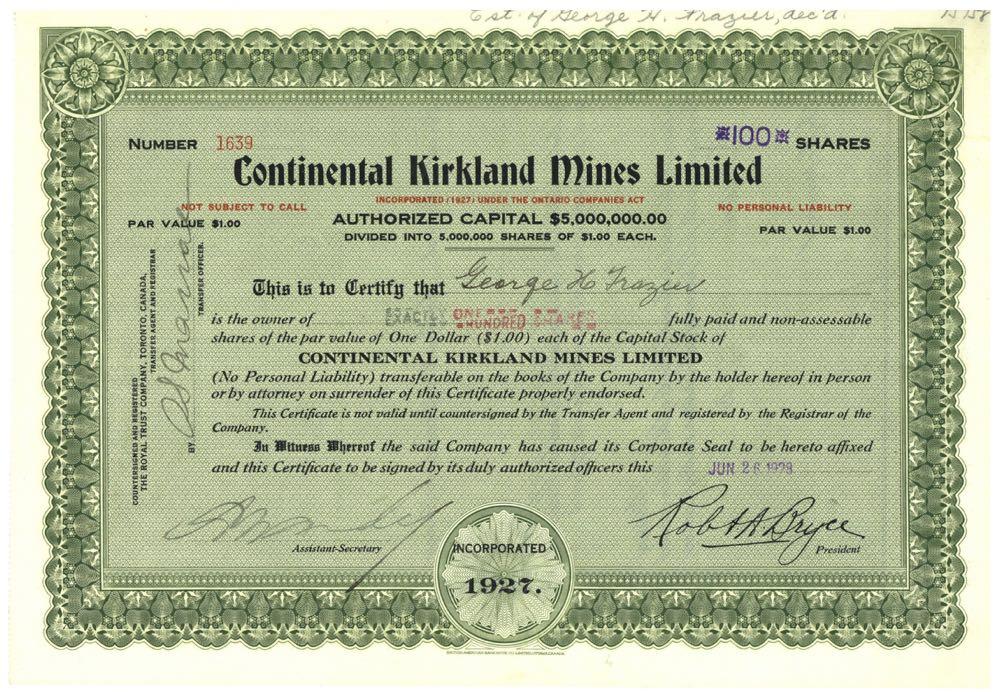 Est. of George H. Frazier, dec'd.
NUMBER 1639
100 SHARES
Continental Kirkland Mines Limited
INCORPORATED (1927) UNDER THE ONTARIO COMPANIES ACT
NOT SUBJECT TO CALL
NO PERSONAL LIABILITY
PAR VALUE $1.00
AUTHORIZED CAPITAL $5,000,000.00
PAR VALUE $1.00
DIVIDED INTO 5,000,000 SHARES OF $1.00 EACH.
This is to Certify that George H Frazier
is the owner of EXACTLY ONE HUNDRED SHARES fully paid and non-assessable
shares of the par value of One Dollar ($1.00) each of the Capital Stock of
CONTINENTAL KIRKLAND MINES LIMITED
(No Personal Liability) transferable on the books of the Company by the holder hereof in person
or by attorney on surrender of this Certificate properly endorsed.
This Certificate is not valid until countersigned by the Transfer Agent and registered by the Registrar of the
Company.
In Witness Whereof the said Company has caused its Corporate Seal to be hereto affixed
and this Certificate to be signed by its duly authorized officers this JUN 26 1928
COUNTERSIGNED AND REGISTERED
THE ROYAL TRUST COMPANY, TORONTO, CANADA,
TRANSFER AGENT AND REGISTRAR
BY
TRANSFER OFFICER.
Assistant-Secretary
Robt A Bryce
President
INCORPORATED
1927.